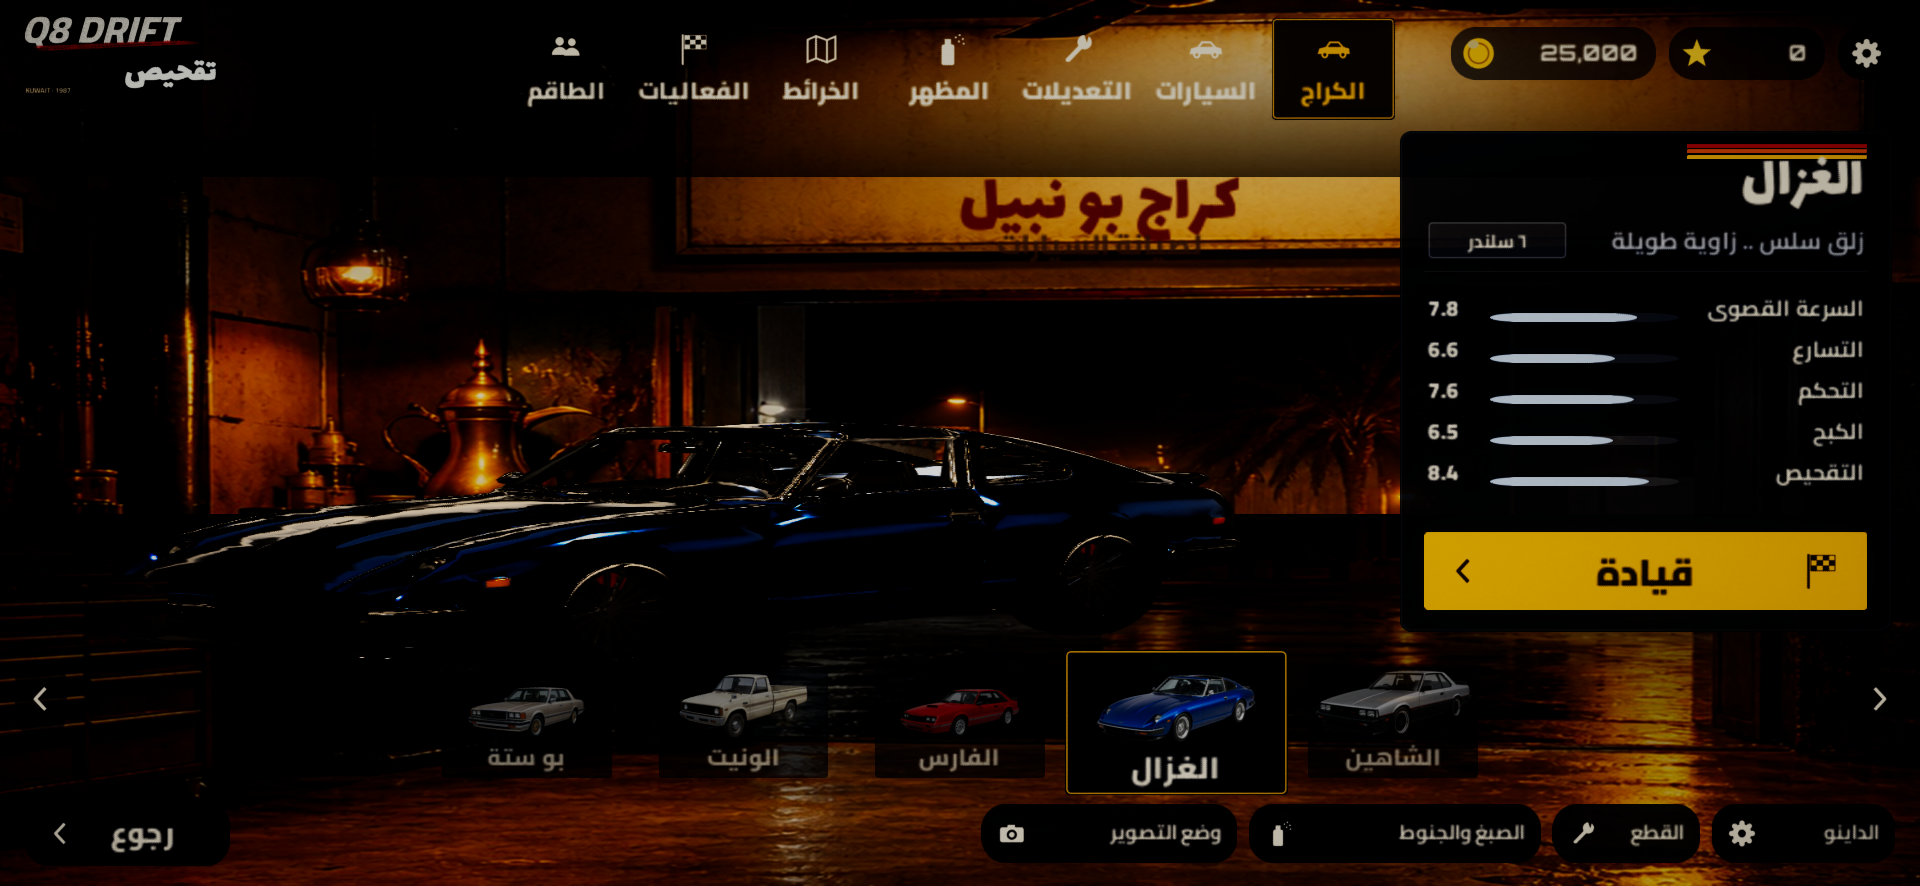 Q8 DRIFT
تفحيص
KUWAIT · 1987
الكراج
السيارات
التعديلات
المظهر
الخرائط
الفعاليات
الطاقم
25,000
0
كراج بو نبيل
الغزال
زلق سلس .. زاوية طويلة
٦ سلندر
السرعة القصوى 7.8
التسارع 6.6
التحكم 7.6
الكبح 6.5
التفحيص 8.4
قيادة
الشاهين
الغزال
الفارس
الونيت
بو ستة
الداينو
القطع
الصبغ والجنوط
وضع التصوير
رجوع